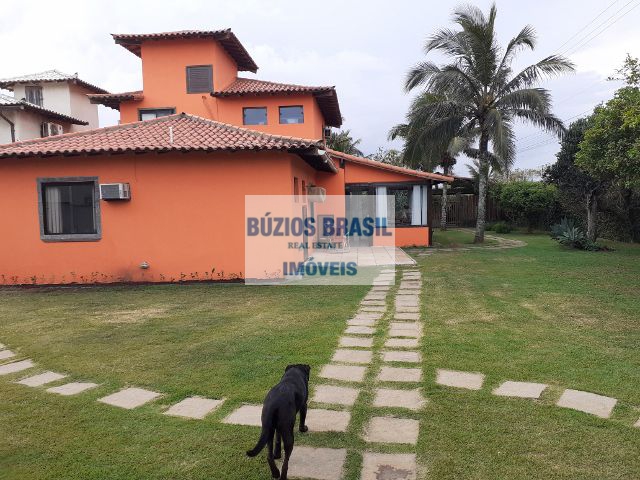 BÚZIOS BRASIL
REAL ESTATE
IMÓVEIS